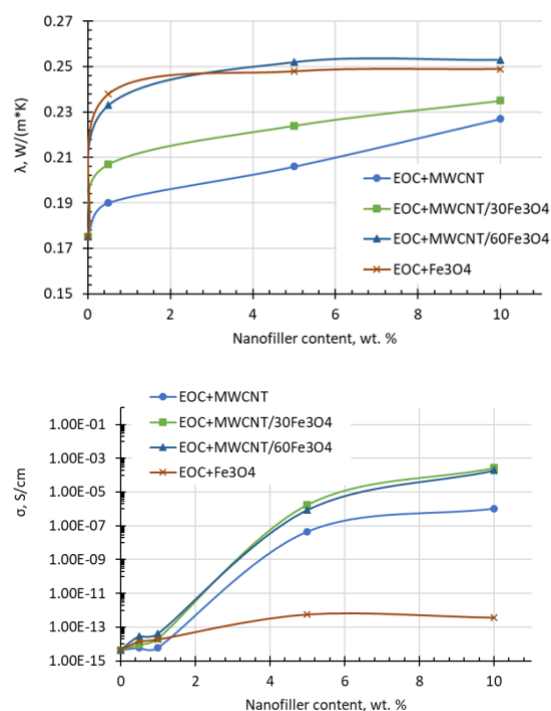 0.27
0.25
0.23
0.21
0.19
0.17
0.15
λ, W/(m*K)
EOC+MWCNT
EOC+MWCNT/30Fe3O4
EOC+MWCNT/60Fe3O4
EOC+Fe3O4
0 2 4 6 8 10
Nanofiller content, wt. %
EOC+MWCNT
EOC+MWCNT/30Fe3O4
EOC+MWCNT/60Fe3O4
EOC+Fe3O4
1.00E-01
1.00E-03
1.00E-05
1.00E-07
1.00E-09
1.00E-11
1.00E-13
1.00E-15
σ, S/cm
0 2 4 6 8 10
Nanofiller content, wt. %